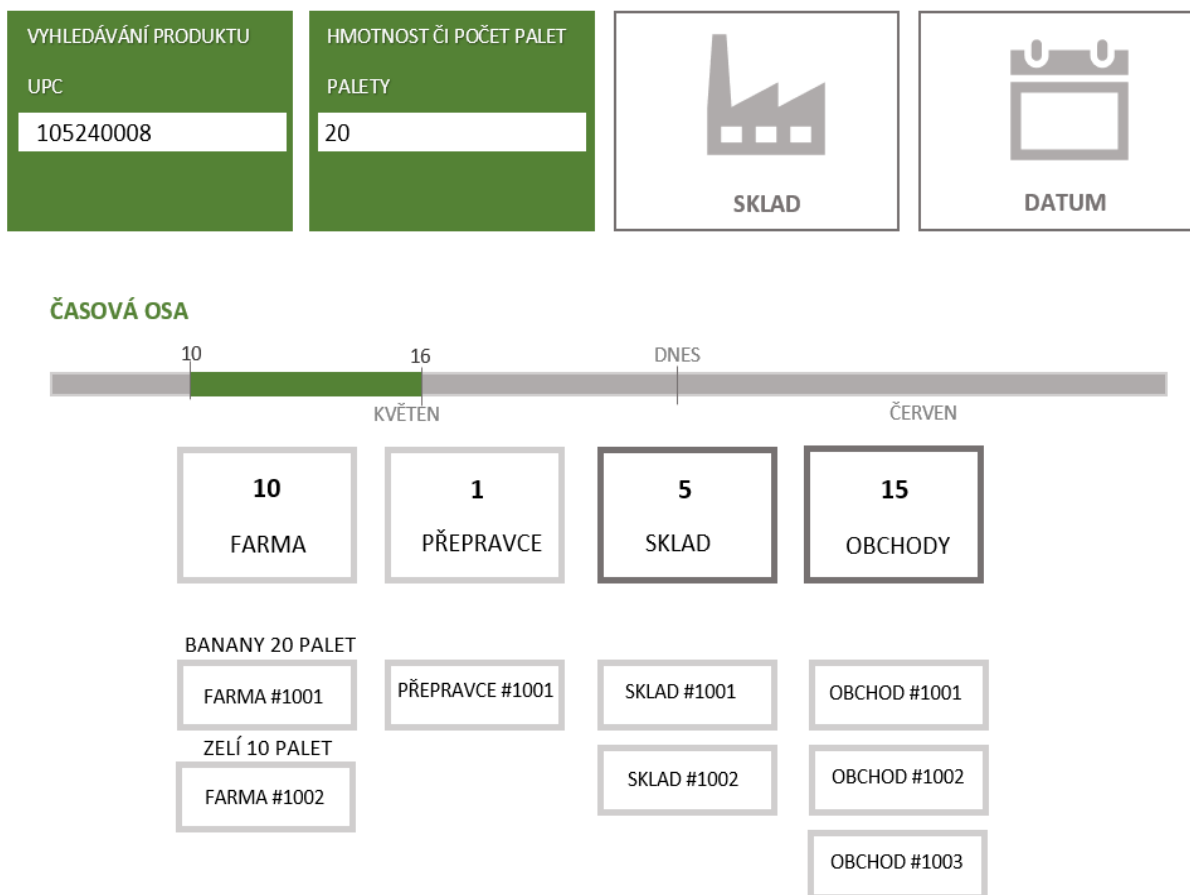 VYHLEDÁVÁNÍ PRODUKTU
UPC
105240008
HMOTNOST ČI POČET PALET
PALETY
20
SKLAD
DATUM
ČASOVÁ OSA
10
16
DNES
KVĚTEN
ČERVEN
10
FARMA
1
PŘEPRAVCE
5
SKLAD
15
OBCHODY
BANANY 20 PALET
FARMA #1001
PŘEPRAVCE #1001
SKLAD #1001
OBCHOD #1001
ZELÍ 10 PALET
FARMA #1002
SKLAD #1002
OBCHOD #1002
OBCHOD #1003